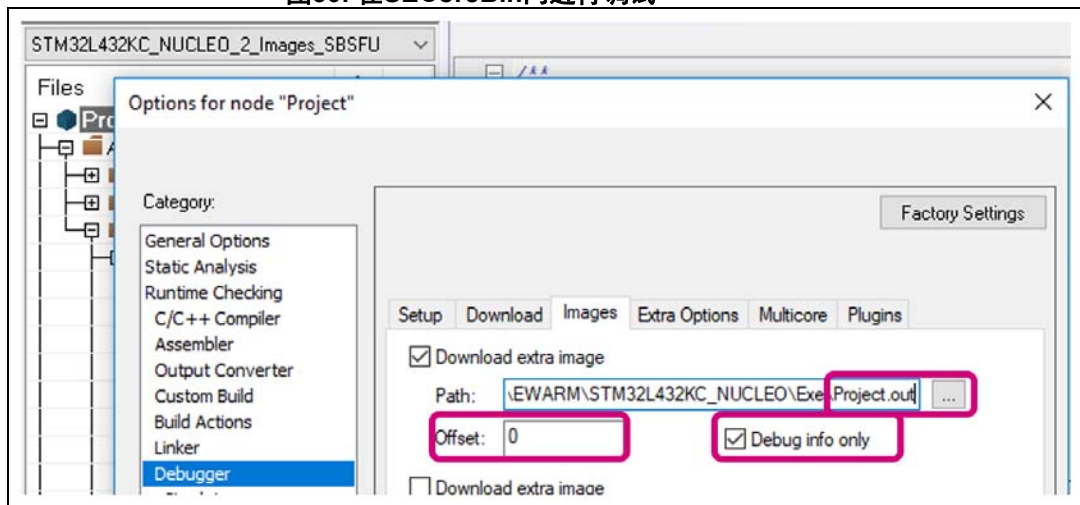 STM32L432KC_NUCLEO_2_Images_SBSFU
/**
Files
Options for node "Project"
Category:
Factory Settings
General Options
Static Analysis
Runtime Checking
C/C++ Compiler
Assembler
Output Converter
Custom Build
Build Actions
Linker
Debugger
Setup Download Images Extra Options Multicore Plugins
Download extra image
Path: \EWARM\STM32L432KC_NUCLEO\Exe\Project.out ...
Offset: 0 Debug info only
Download extra image